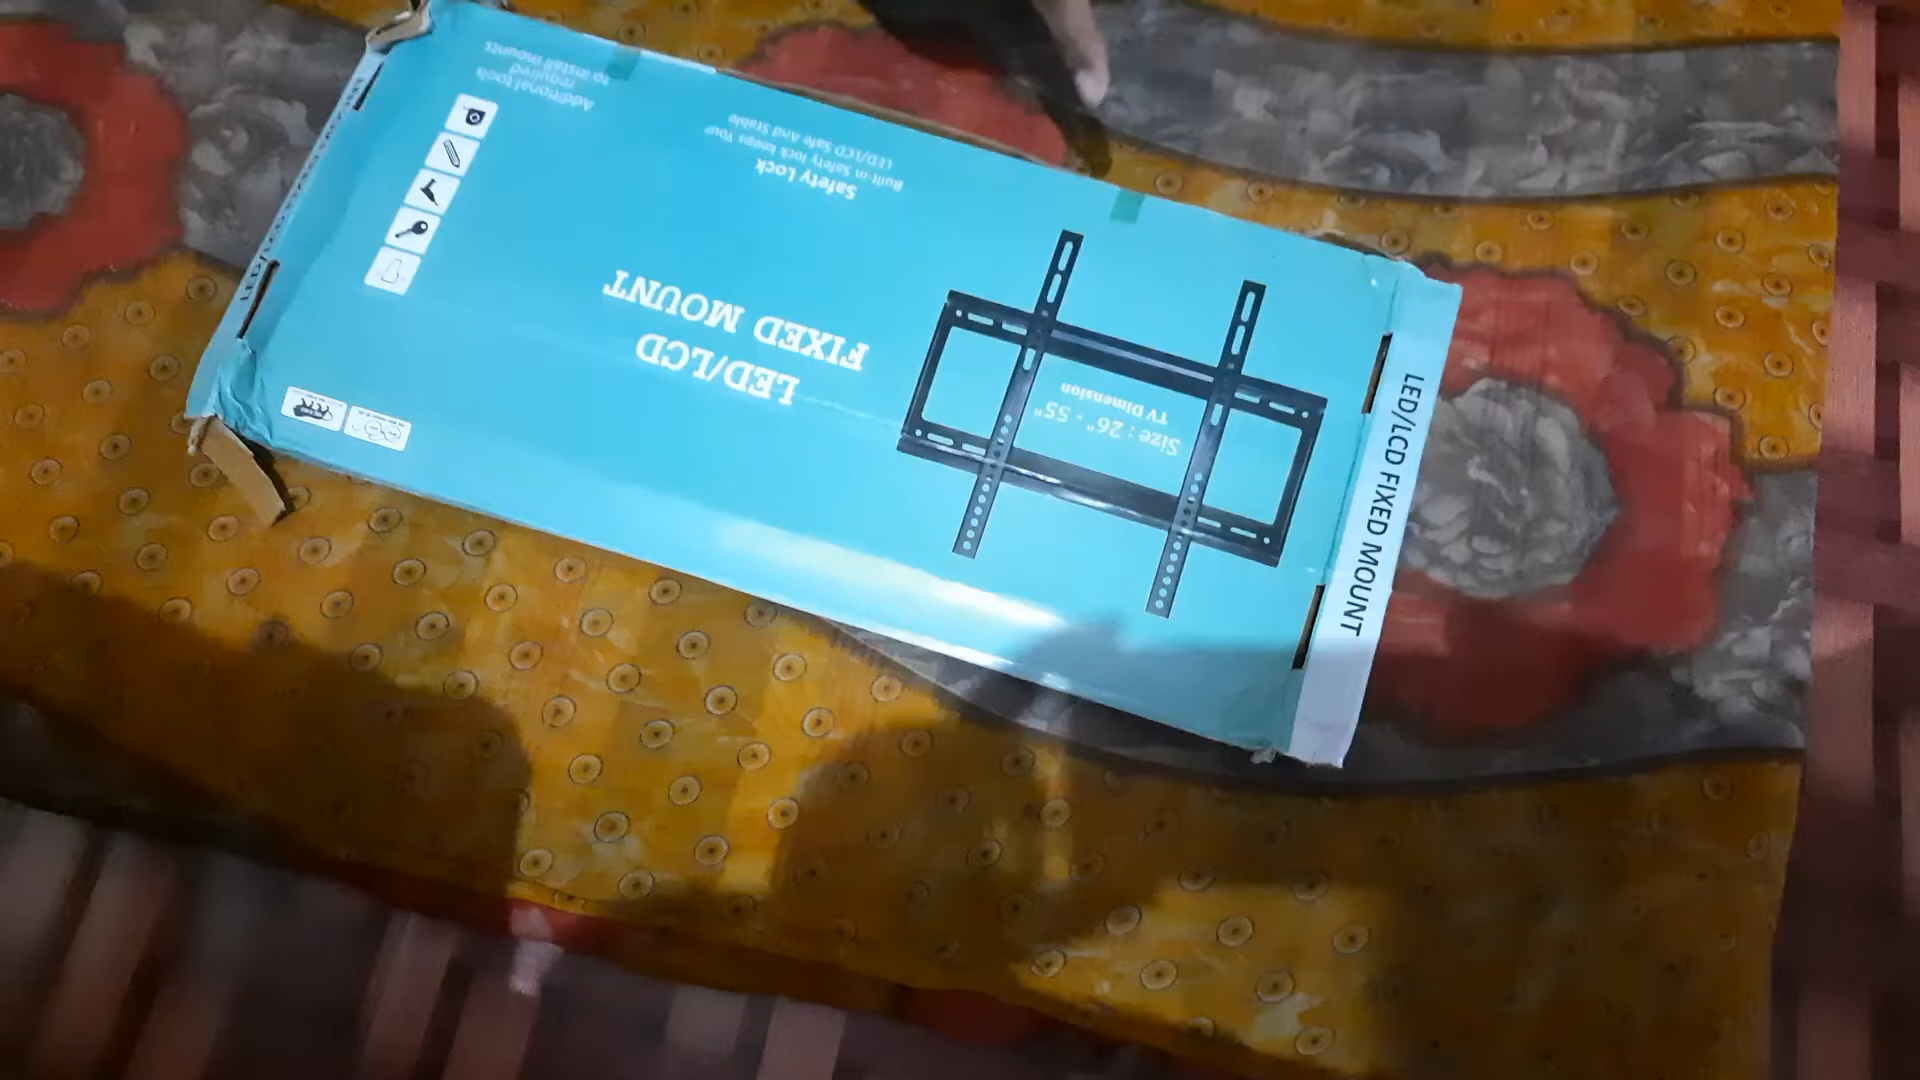 LED/LCD
FIXED MOUNT
Size : 26" - 55"
TV Dimension
Safety Lock
Built-in Safety lock keeps Your
LED/LCD Safe And Stable
Additional tools
required
to install mounts
LED/LCD FIXED MOUNT
LED/